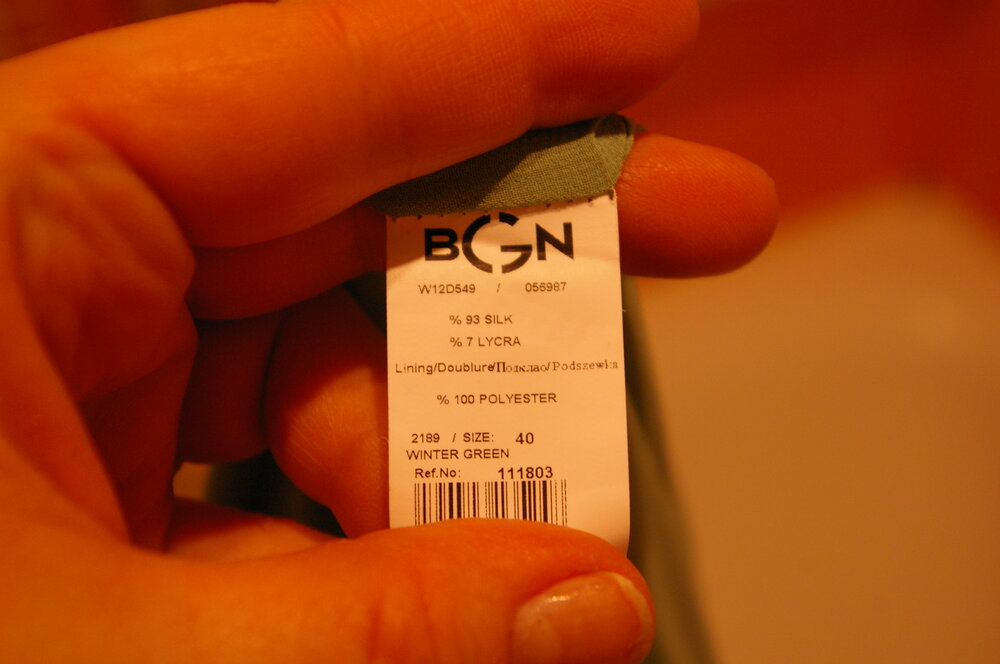 BGN
W12D549 / 056987
% 93 SILK
% 7 LYCRA
Lining/Doublure/Подклао/Podszewka
% 100 POLYESTER
2189 / SIZE: 40
WINTER GREEN
Ref.No: 111803